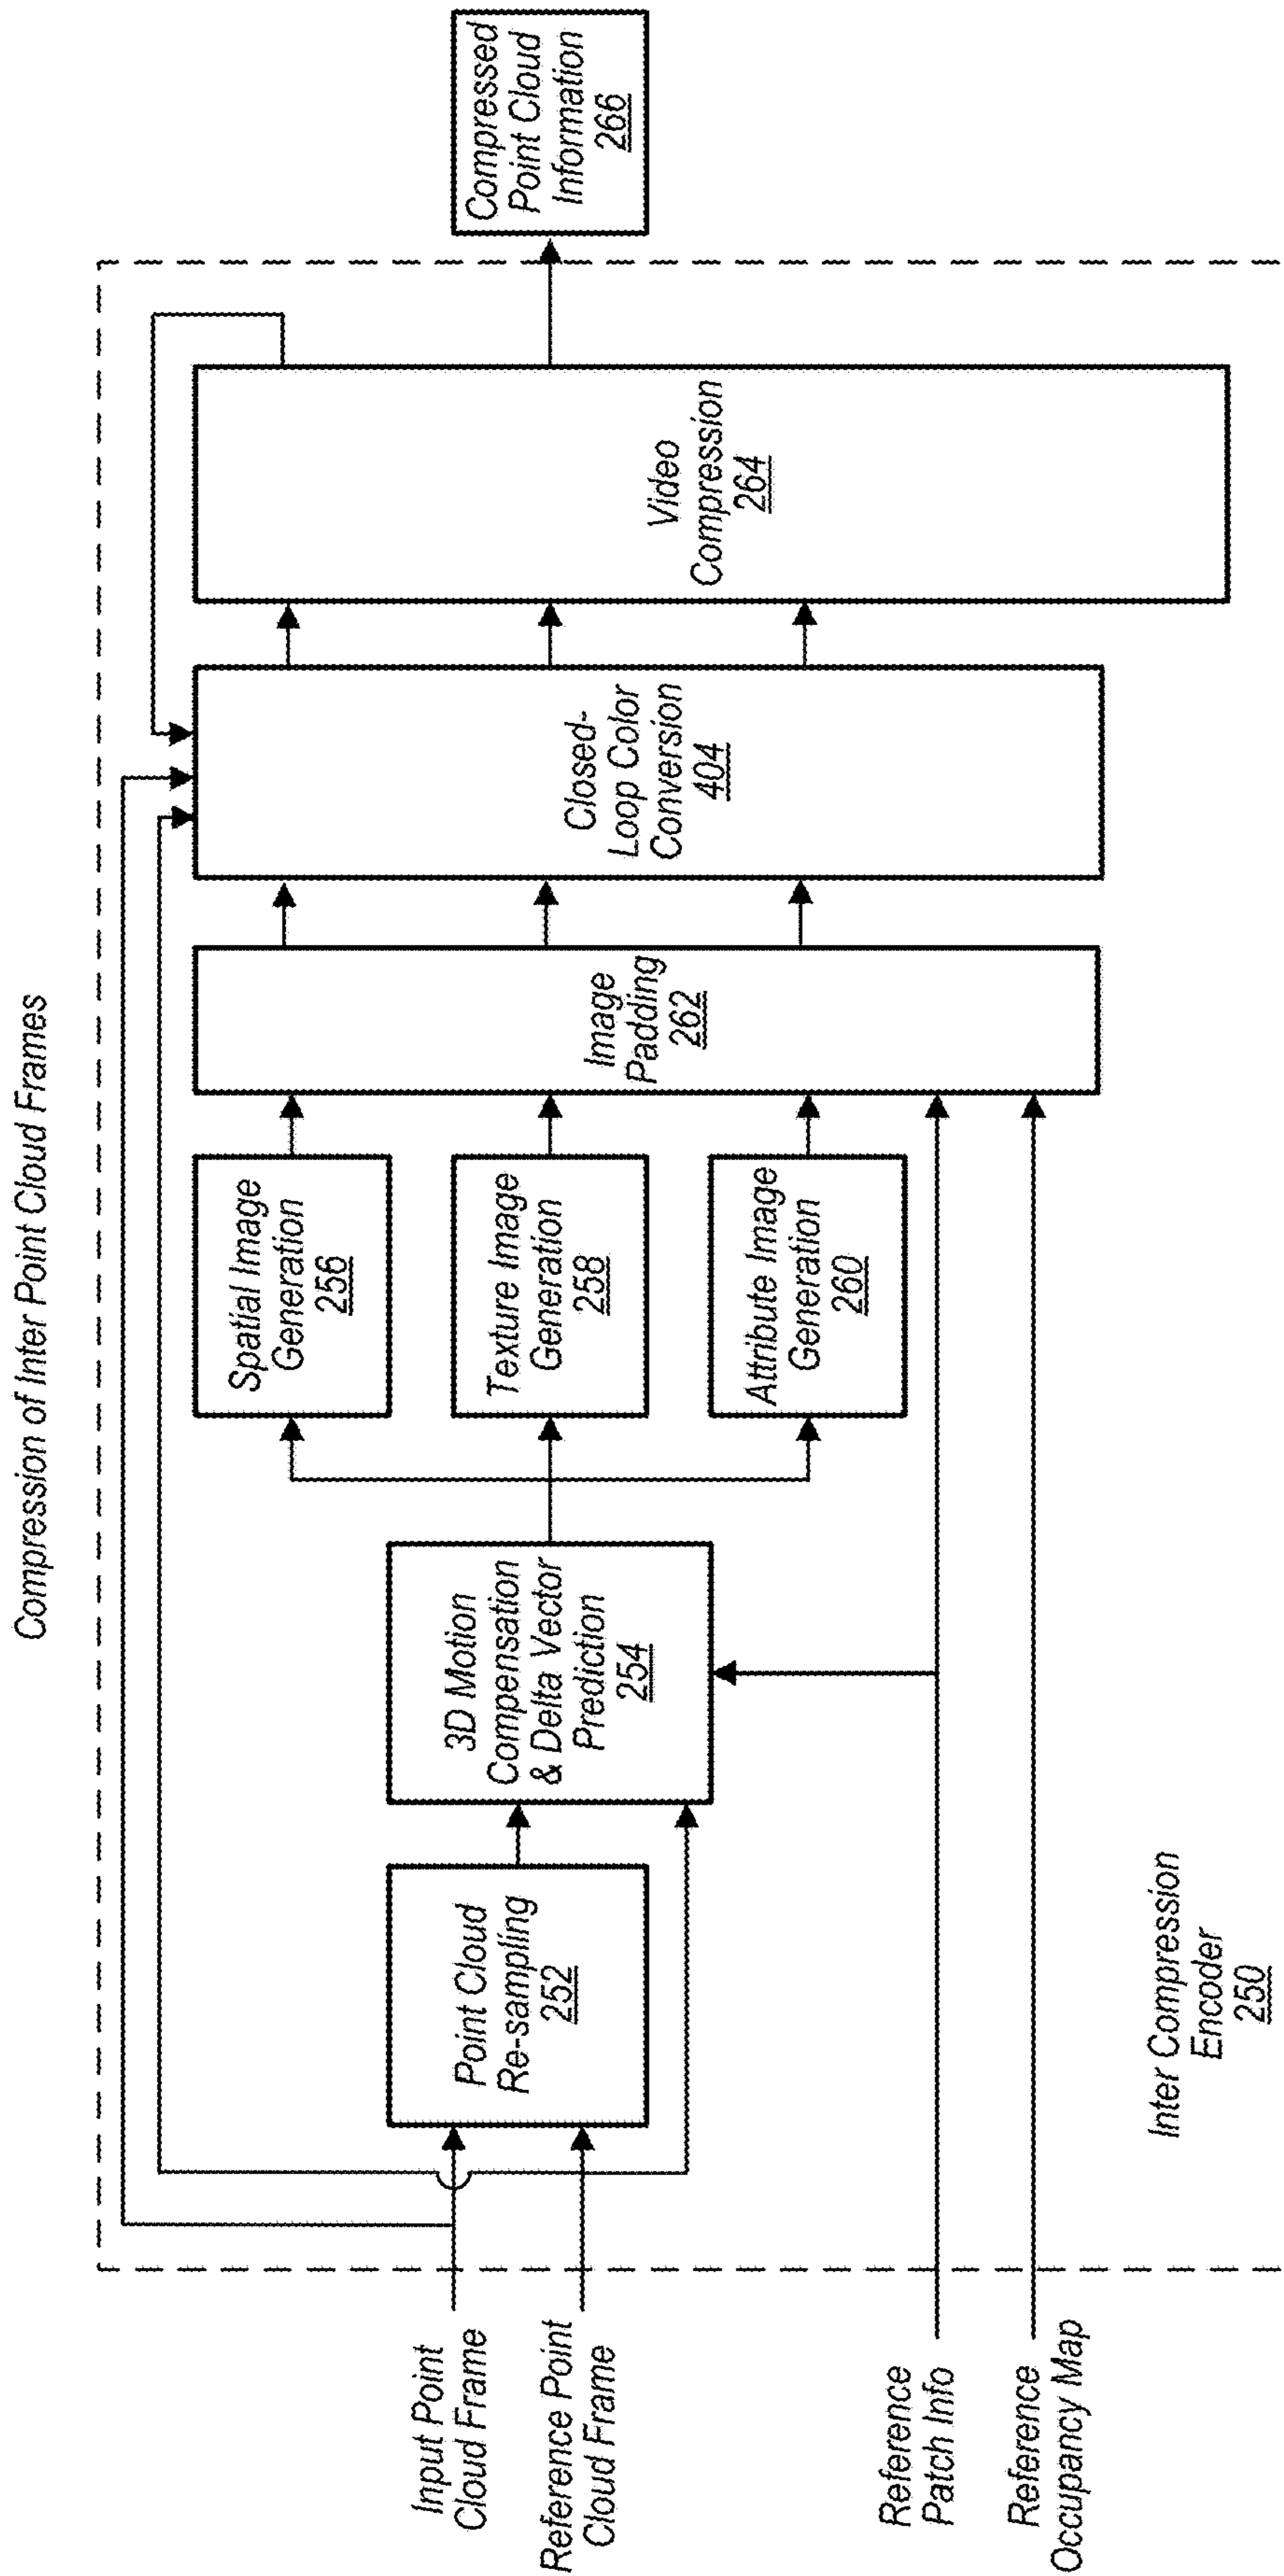 Compression of Inter Point Cloud Frames
Input Point
Cloud Frame
Reference Point
Cloud Frame
Reference
Patch Info
Reference
Occupancy Map
Point Cloud
Re-sampling
252
3D Motion
Compensation
& Delta Vector
Prediction
254
Spatial Image
Generation
256
Texture Image
Generation
258
Attribute Image
Generation
260
Image
Padding
262
Closed-
Loop Color
Conversion
404
Video
Compression
264
Compressed
Point Cloud
Information
266
Inter Compression
Encoder
250